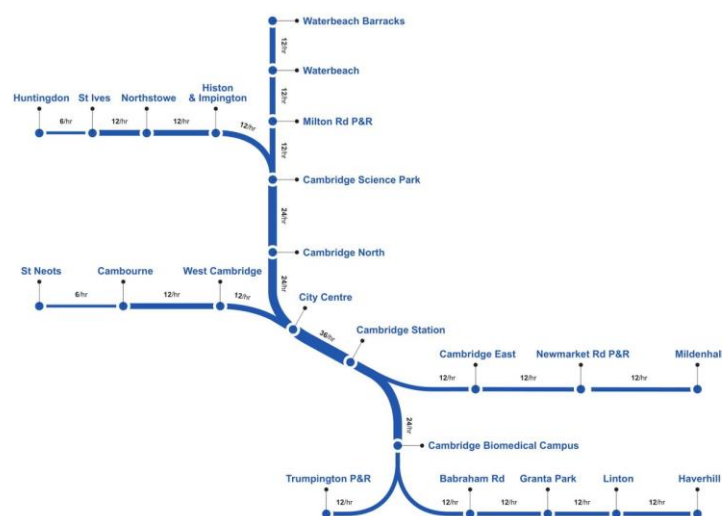 Waterbeach Barracks
12/hr
Waterbeach
12/hr
Huntingdon
St Ives
Northstowe
Histon
& Impington
Milton Rd P&R
6/hr
12/hr
12/hr
12/hr
12/hr
Cambridge Science Park
24/hr
Cambridge North
St Neots
Cambourne
West Cambridge
24/hr
6/hr
12/hr
12/hr
City Centre
36/hr
Cambridge Station
Cambridge East
Newmarket Rd P&R
Mildenhal
12/hr
12/hr
12/hr
24/hr
Cambridge Biomedical Campus
Trumpington P&R
Babraham Rd
Granta Park
Linton
Haverhill
12/hr
12/hr
12/hr
12/hr
12/hr